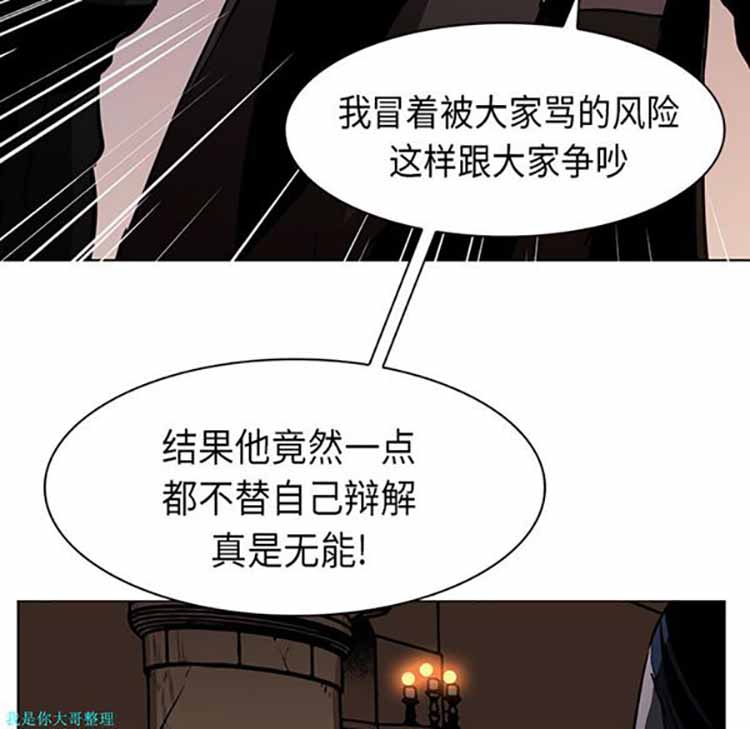 我冒着被大家骂的风险
这样跟大家争吵
结果他竟然一点
都不替自己辩解
真是无能!
我是你大哥整理